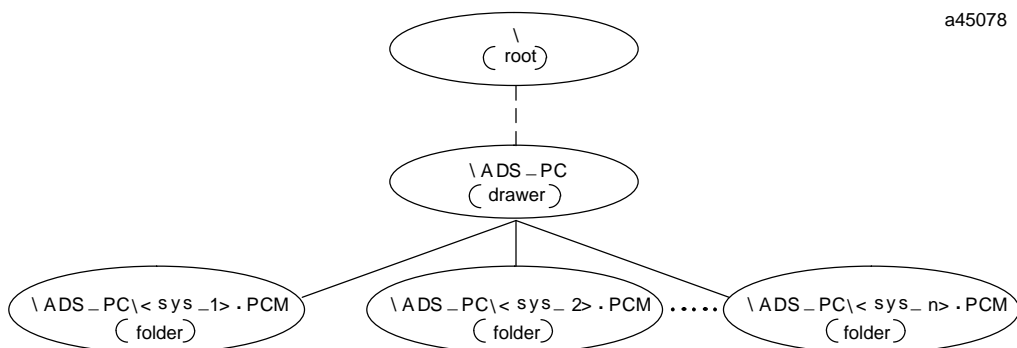 a45078
\
(root)
\ADS_PC
(drawer)
\ADS_PC\<sys_1>.PCM \ADS_PC\<sys_2>.PCM ..... \ADS_PC\<sys_n>.PCM
(folder) (folder) (folder)